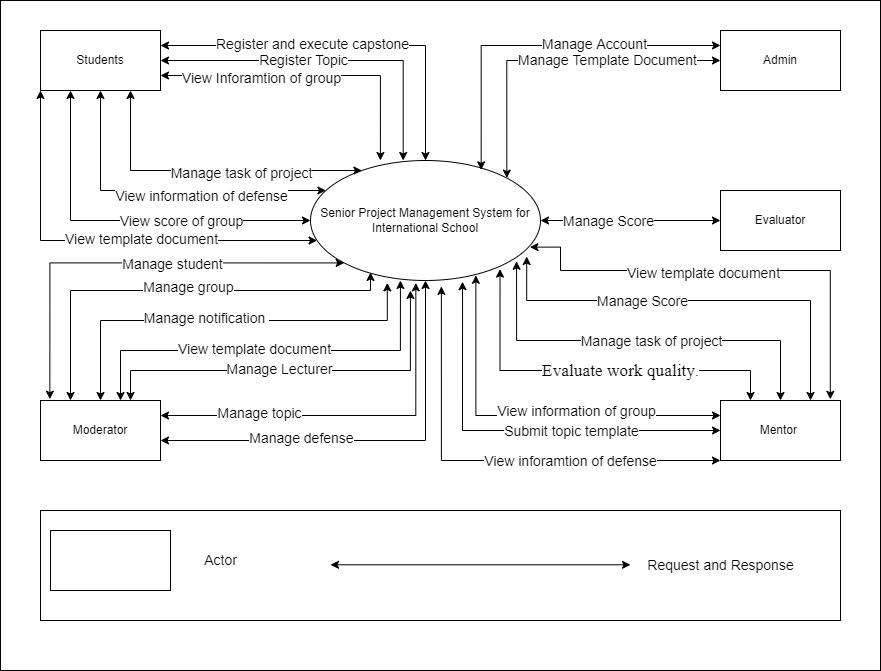 Students
Register and execute capstone
Register Topic
View Inforamtion of group
Manage Account
Manage Template Document
Admin
Manage task of project
View information of defense
View score of group
View template document
Senior Project Management System for
International School
Manage Score
Evaluator
Manage student
Manage group
Manage notification
View template document
Manage Lecturer
Manage topic
Manage defense
Moderator
View template document
Manage Score
Manage task of project
Evaluate work quality.
View information of group
Submit topic template
View inforamtion of defense
Mentor
Actor
Request and Response